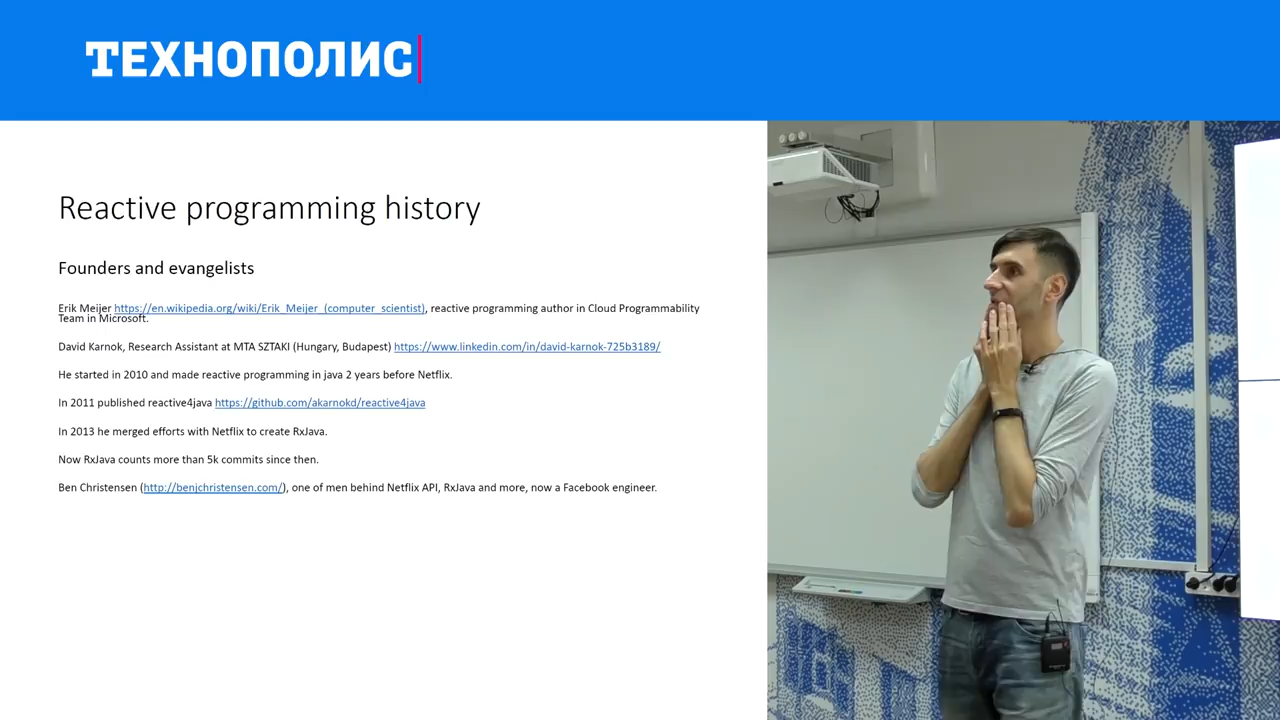 ТЕХНОПОЛИС
Reactive programming history
Founders and evangelists
Erik Meijer https://en.wikipedia.org/wiki/Erik_Meijer_(computer_scientist), reactive programming author in Cloud Programmability
Team in Microsoft.
David Karnok, Research Assistant at MTA SZTAKI (Hungary, Budapest) https://www.linkedin.com/in/david-karnok-725b3189/
He started in 2010 and made reactive programming in java 2 years before Netflix.
In 2011 published reactive4java https://github.com/akarnokd/reactive4java
In 2013 he merged efforts with Netflix to create RxJava.
Now RxJava counts more than 5k commits since then.
Ben Christensen (http://benjchristensen.com/), one of men behind Netflix API, RxJava and more, now a Facebook engineer.